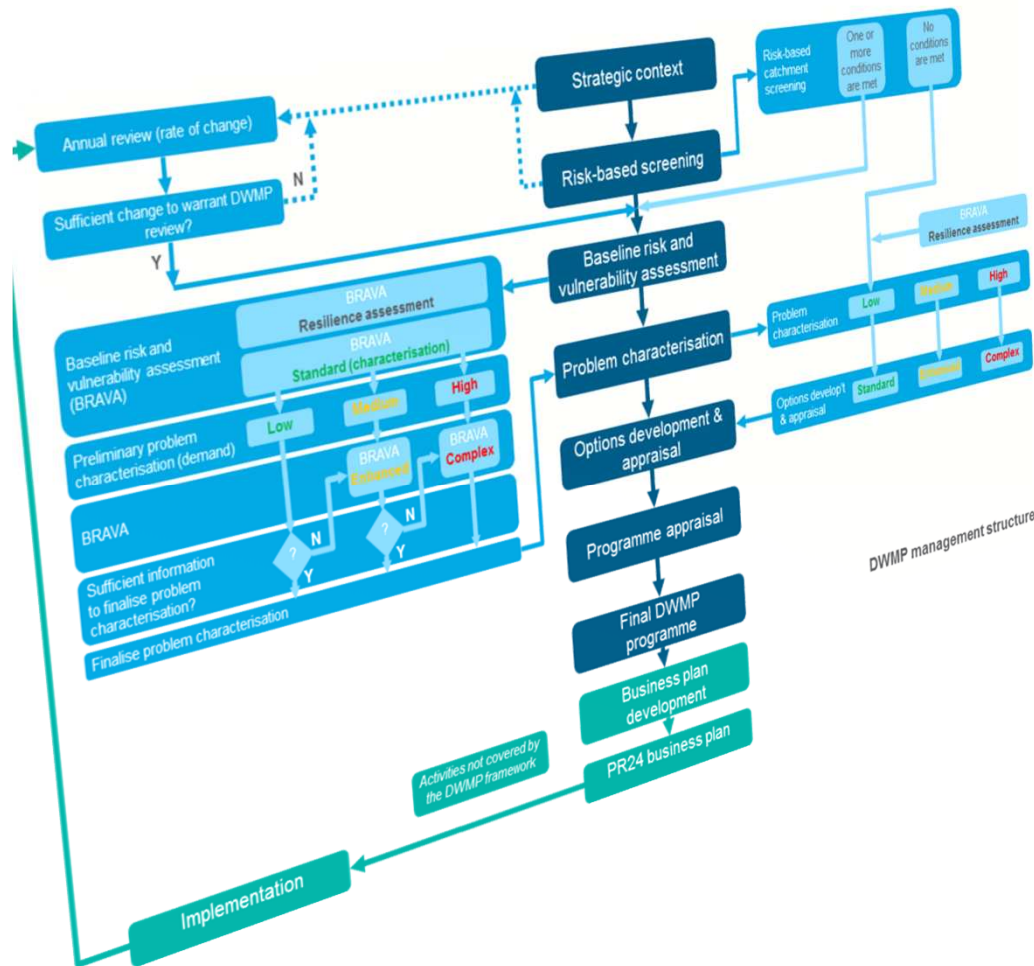 Strategic context
Risk-based
catchment
screening
One or
more
conditions
are met
No
conditions
are met
Annual review (rate of change)
Risk-based screening
N
Sufficient change to warrant DWMP
review?
Y
BRAVA
Resilience assessment
Baseline risk and
vulnerability assessment
BRAVA
Resilience assessment
Baseline risk and
vulnerability assessment
(BRAVA)
BRAVA
Standard (characterisation)
Problem
characterisation
Low
Medium
High
Problem characterisation
Preliminary problem
characterisation (demand)
Low
Medium
High
Options develop't
& appraisal
Standard
Enhanced
Complex
Options development &
appraisal
BRAVA
BRAVA
Enhanced
BRAVA
Complex
?
N
Y
?
N
Y
Sufficient information
to finalise problem
characterisation?
Finalise problem characterisation
Programme appraisal
DWMP management structure
Final DWMP
programme
Business plan
development
PR24 business plan
Activities not covered by
the DWMP framework
Implementation